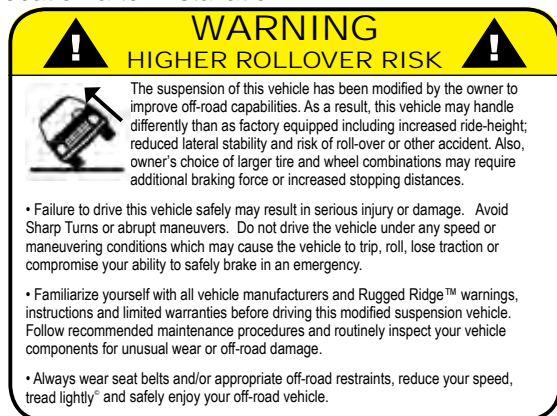 WARNING
HIGHER ROLLOVER RISK
The suspension of this vehicle has been modified by the owner to
improve off-road capabilities. As a result, this vehicle may handle
differently than as factory equipped including increased ride-height;
reduced lateral stability and risk of roll-over or other accident. Also,
owner's choice of larger tire and wheel combinations may require
additional braking force or increased stopping distances.
• Failure to drive this vehicle safely may result in serious injury or damage. Avoid
Sharp Turns or abrupt maneuvers. Do not drive the vehicle under any speed or
maneuvering conditions which may cause the vehicle to trip, roll, lose traction or
compromise your ability to safely brake in an emergency.
• Familiarize yourself with all vehicle manufacturers and Rugged Ridge™ warnings,
instructions and limited warranties before driving this modified suspension vehicle.
Follow recommended maintenance procedures and routinely inspect your vehicle
components for unusual wear or off-road damage.
• Always wear seat belts and/or appropriate off-road restraints, reduce your speed,
tread lightly© and safely enjoy your off-road vehicle.